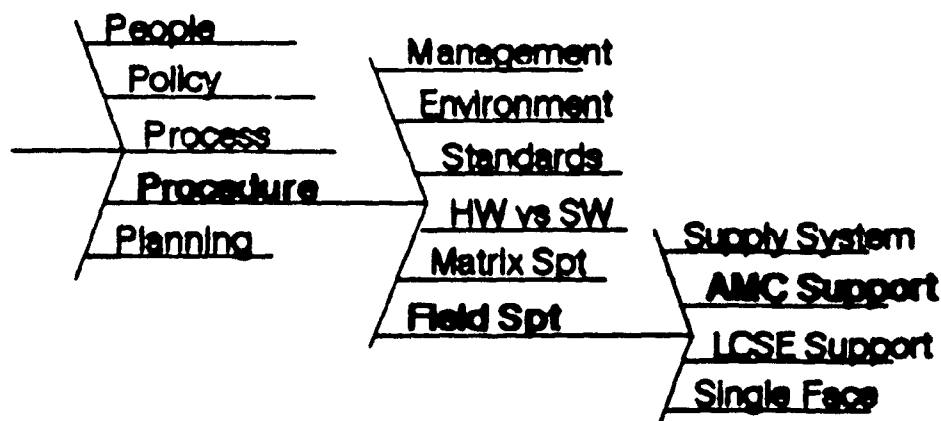 People
Policy
Process
Procedure
Planning
Management
Environment
Standards
HW vs SW
Matrix Spt
Field Spt
Supply System
AMC Support
LCSE Support
Single Face